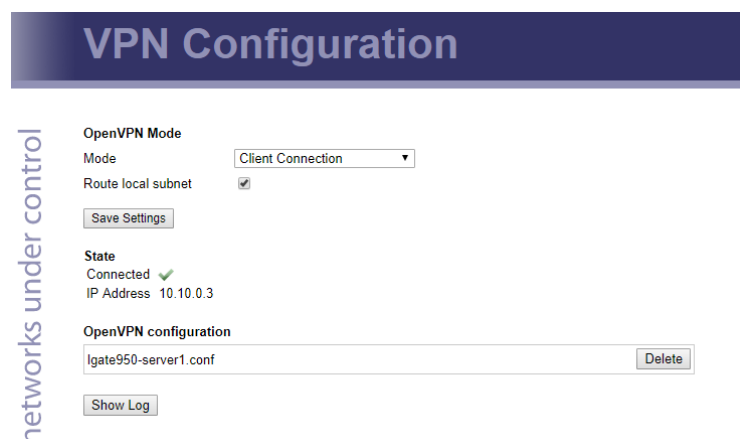 VPN Configuration
networks under control
OpenVPN Mode
Mode Client Connection
Route local subnet
Save Settings
State
Connected
IP Address 10.10.0.3
OpenVPN configuration
lgate950-server1.conf Delete
Show Log